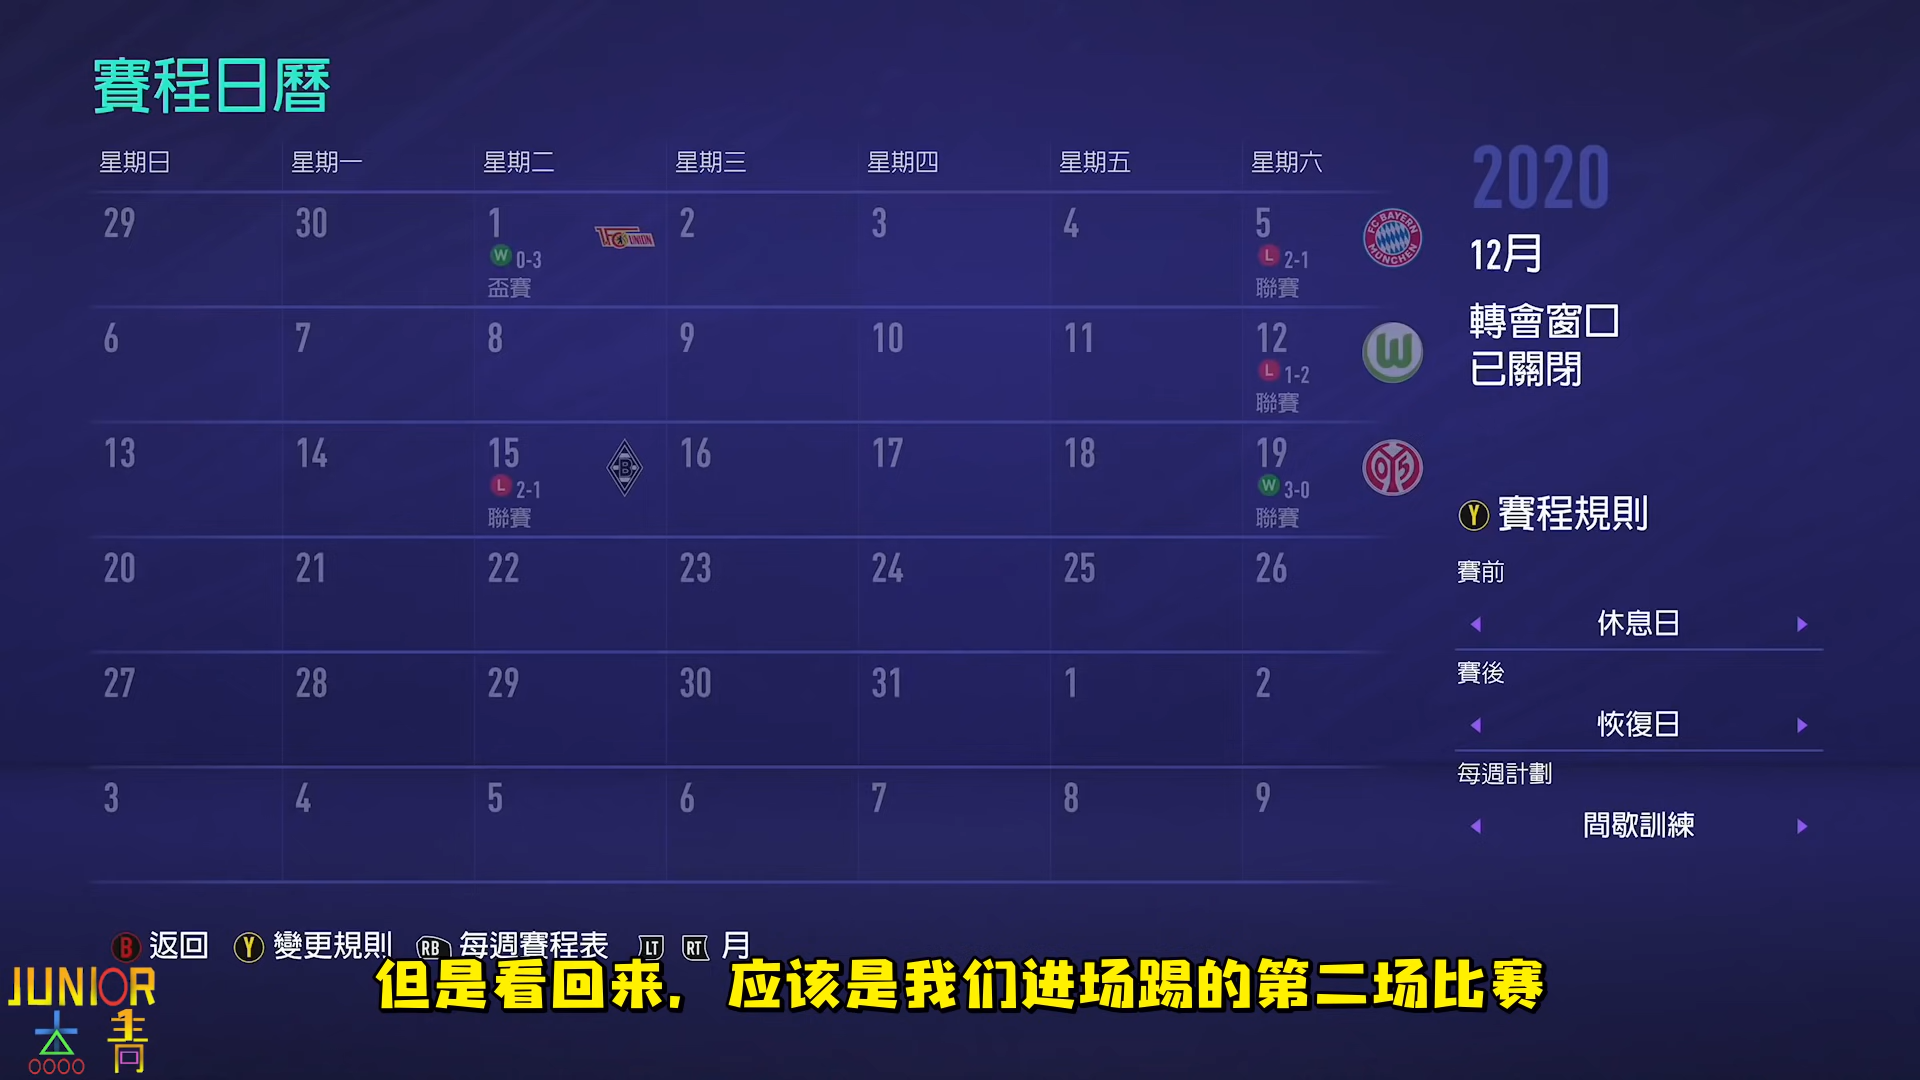 賽程日曆
星期日 星期一 星期二 星期三 星期四 星期五 星期六
29 30 1 2 3 4 5
W 0-3 L 2-1
盃賽 聯賽
UNION
FC BAYERN MÜNCHEN
6 7 8 9 10 11 12
L 1-2
聯賽
W
13 14 15 16 17 18 19
L 2-1 W 3-0
聯賽 聯賽
B
05
20 21 22 23 24 25 26
27 28 29 30 31 1 2
3 4 5 6 7 8 9
2020
12月
轉會窗口
已關閉
Y 賽程規則
賽前
休息日
賽後
恢復日
每週計劃
間歇訓練
B 返回 Y 變更規則 RB 每週賽程表 LT RT 月
但是看回来，应该是我们进场踢的第二场比赛
JUNIOR